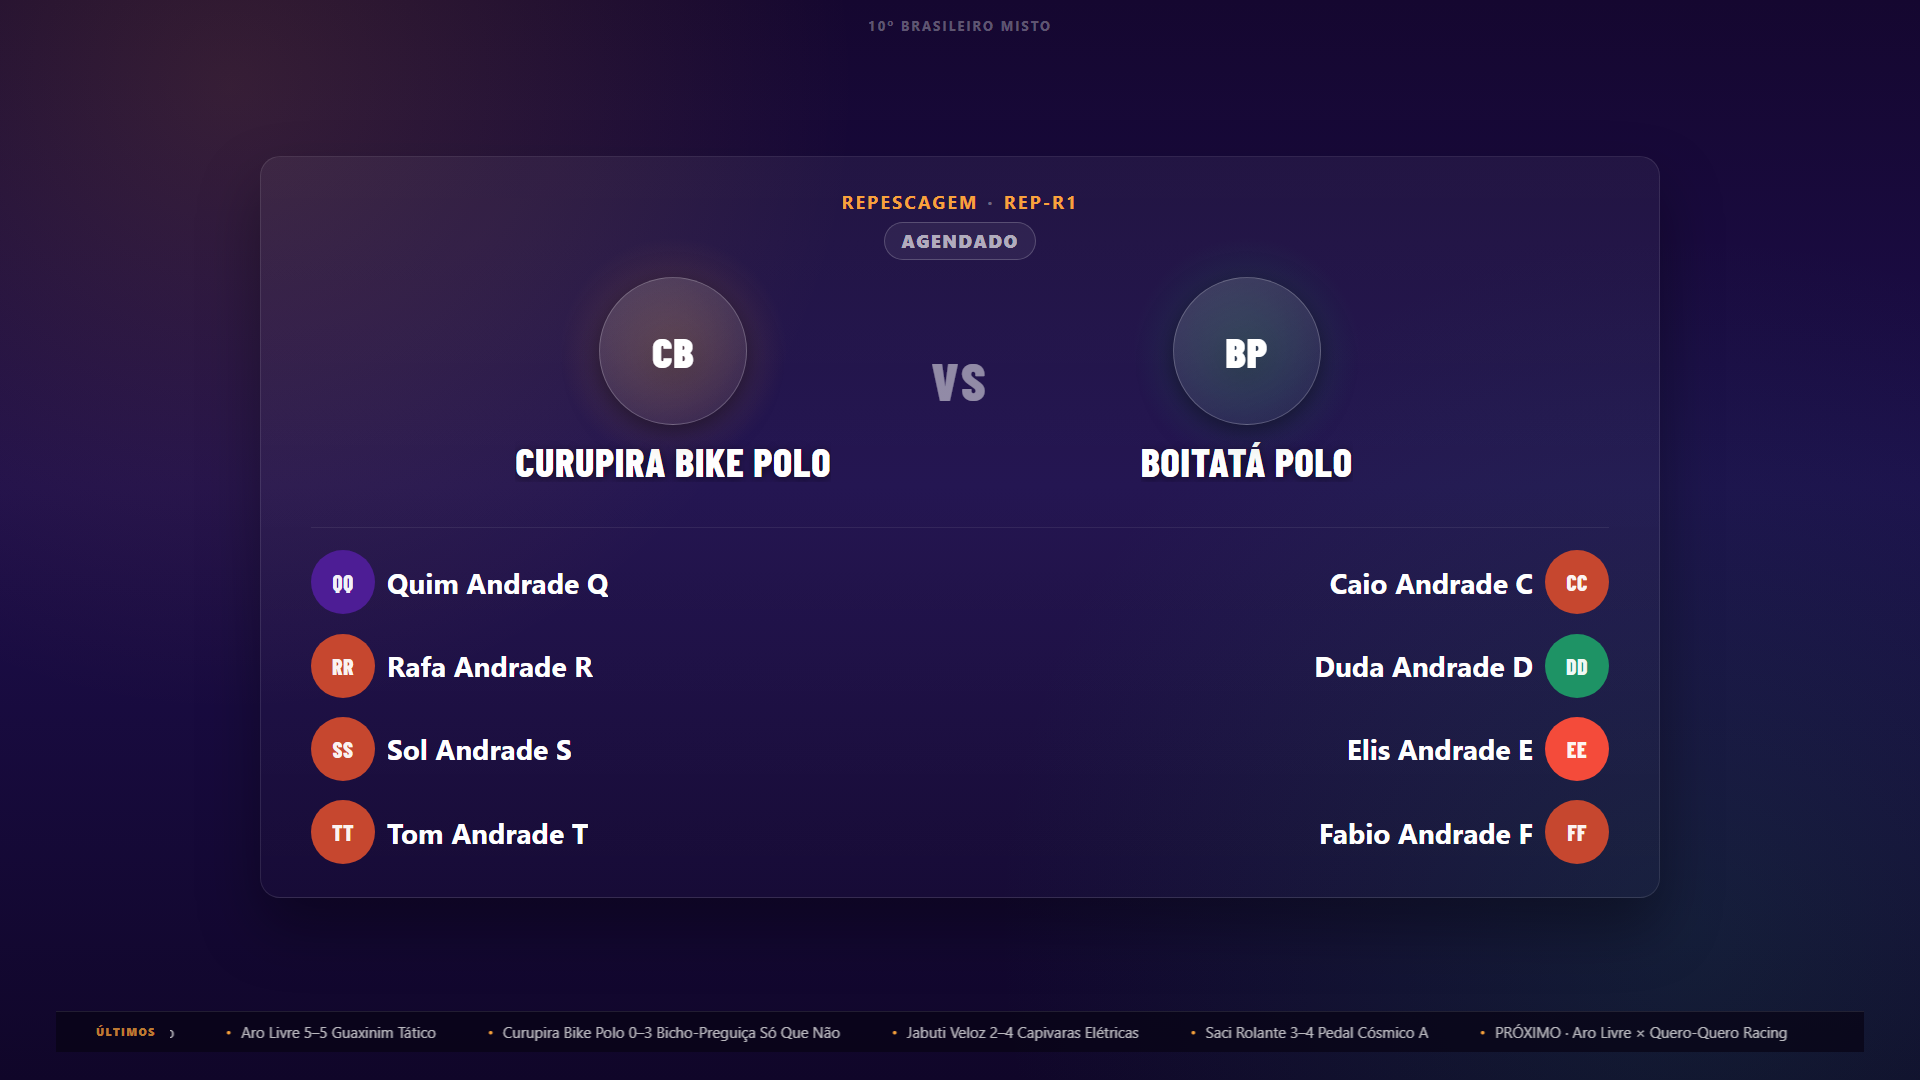 10º BRASILEIRO MISTO
REPESCAGEM · REP-R1
AGENDADO
CB
VS
BP
CURUPIRA BIKE POLO
BOITATÁ POLO
QQ Quim Andrade Q
Caio Andrade C CC
RR Rafa Andrade R
Duda Andrade D DD
SS Sol Andrade S
Elis Andrade E EE
TT Tom Andrade T
Fabio Andrade F FF
ÚLTIMOS • Aro Livre 5–5 Guaxinim Tático • Curupira Bike Polo 0–3 Bicho-Preguiça Só Que Não • Jabuti Veloz 2–4 Capivaras Elétricas • Saci Rolante 3–4 Pedal Cósmico A • PRÓXIMO · Aro Livre × Quero-Quero Racing